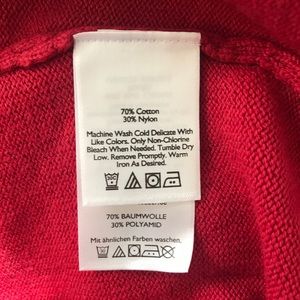 70% Cotton
30% Nylon
Machine Wash Cold Delicate With
Like Colors. Only Non-Chlorine
Bleach When Needed. Tumble Dry
Low. Remove Promptly. Warm
Iron As Desired.
70% BAUMWOLLE
30% POLYAMID
Mit ähnlichen Farben waschen.